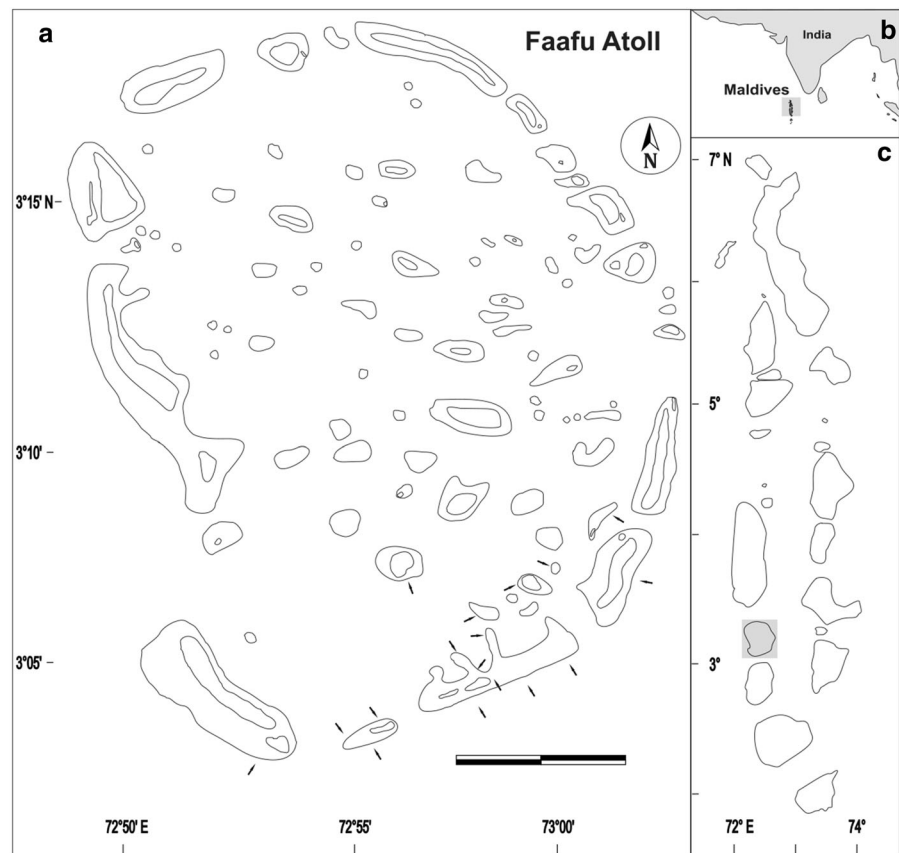 a
Faafu Atoll
N
3°15' N
3°10'
3°05'
72°50' E
72°55'
73°00'
b
India
Maldives
c
7° N
5°
3°
72° E
74°